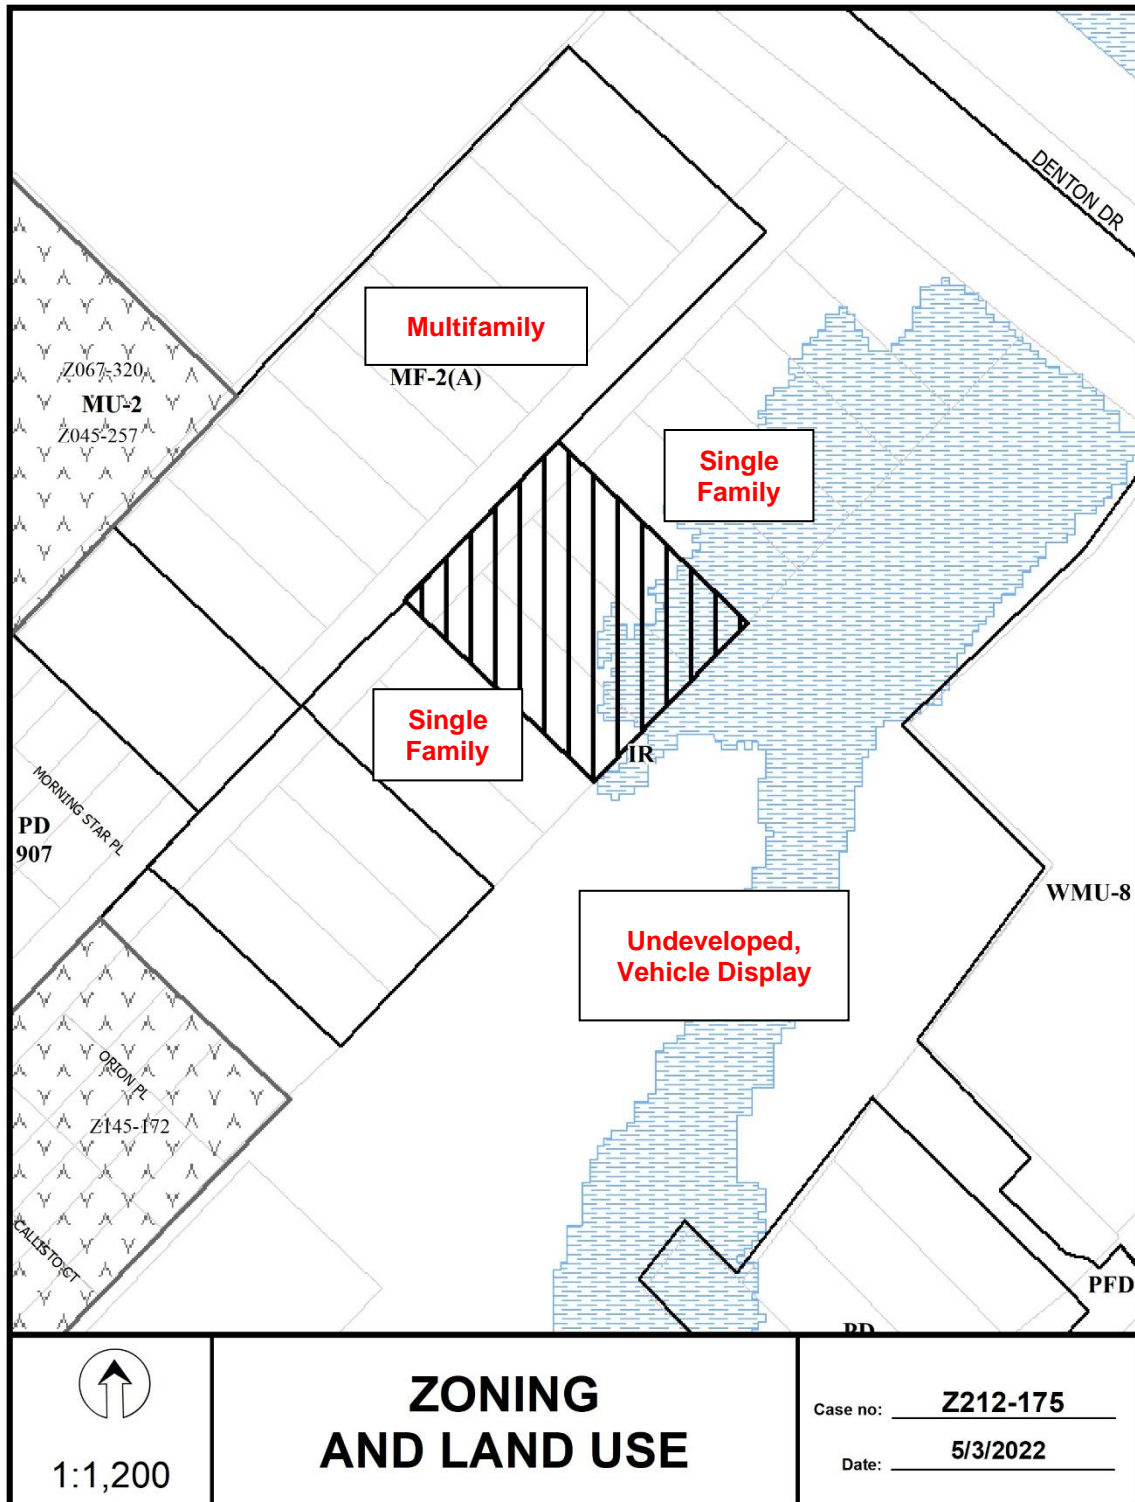 DENTON DR
Multifamily
MF-2(A)
Z067-320
MU-2
Z045-257
Single
Family
Single
Family
IR
MORNING STAR PL
PD
907
WMU-8
Undeveloped,
Vehicle Display
ORION PL
Z145-172
CALLISTO CT
PFD
PD
1:1,200
ZONING
AND LAND USE
Case no: Z212-175
Date: 5/3/2022